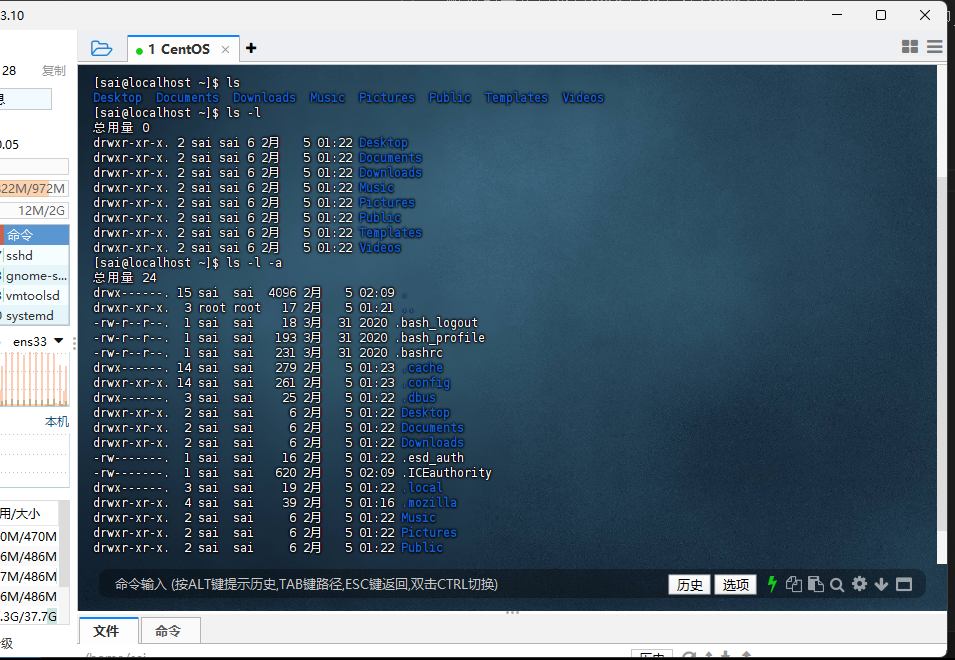 3.10
1 CentOS
28 复制
息
0.05
822M/972M
12M/2G
命令
sshd
gnome-s...
vmtoolsd
systemd
ens33
本机
用/大小
0M/470M
6M/486M
7M/486M
6M/486M
.3G/37.7G
级
[sai@localhost ~]$ ls
Desktop Documents Downloads Music Pictures Public Templates Videos
[sai@localhost ~]$ ls -l
总用量 0
drwxr-xr-x. 2 sai sai 6 2月 5 01:22 Desktop
drwxr-xr-x. 2 sai sai 6 2月 5 01:22 Documents
drwxr-xr-x. 2 sai sai 6 2月 5 01:22 Downloads
drwxr-xr-x. 2 sai sai 6 2月 5 01:22 Music
drwxr-xr-x. 2 sai sai 6 2月 5 01:22 Pictures
drwxr-xr-x. 2 sai sai 6 2月 5 01:22 Public
drwxr-xr-x. 2 sai sai 6 2月 5 01:22 Templates
drwxr-xr-x. 2 sai sai 6 2月 5 01:22 Videos
[sai@localhost ~]$ ls -l -a
总用量 24
drwx------. 15 sai sai 4096 2月 5 02:09 .
drwxr-xr-x. 3 root root 17 2月 5 01:21 ..
-rw-r--r--. 1 sai sai 18 3月 31 2020 .bash_logout
-rw-r--r--. 1 sai sai 193 3月 31 2020 .bash_profile
-rw-r--r--. 1 sai sai 231 3月 31 2020 .bashrc
drwx------. 14 sai sai 279 2月 5 01:23 .cache
drwxr-xr-x. 14 sai sai 261 2月 5 01:23 .config
drwx------. 3 sai sai 25 2月 5 01:22 .dbus
drwxr-xr-x. 2 sai sai 6 2月 5 01:22 Desktop
drwxr-xr-x. 2 sai sai 6 2月 5 01:22 Documents
drwxr-xr-x. 2 sai sai 6 2月 5 01:22 Downloads
-rw-------. 1 sai sai 16 2月 5 01:22 .esd_auth
-rw-------. 1 sai sai 620 2月 5 02:09 .ICEauthority
drwx------. 3 sai sai 19 2月 5 01:22 .local
drwxr-xr-x. 4 sai sai 39 2月 5 01:16 .mozilla
drwxr-xr-x. 2 sai sai 6 2月 5 01:22 Music
drwxr-xr-x. 2 sai sai 6 2月 5 01:22 Pictures
drwxr-xr-x. 2 sai sai 6 2月 5 01:22 Public
命令输入 (按ALT键提示历史,TAB键路径,ESC键返回,双击CTRL切换) 历史 选项
文件 命令
/home/sai 历史